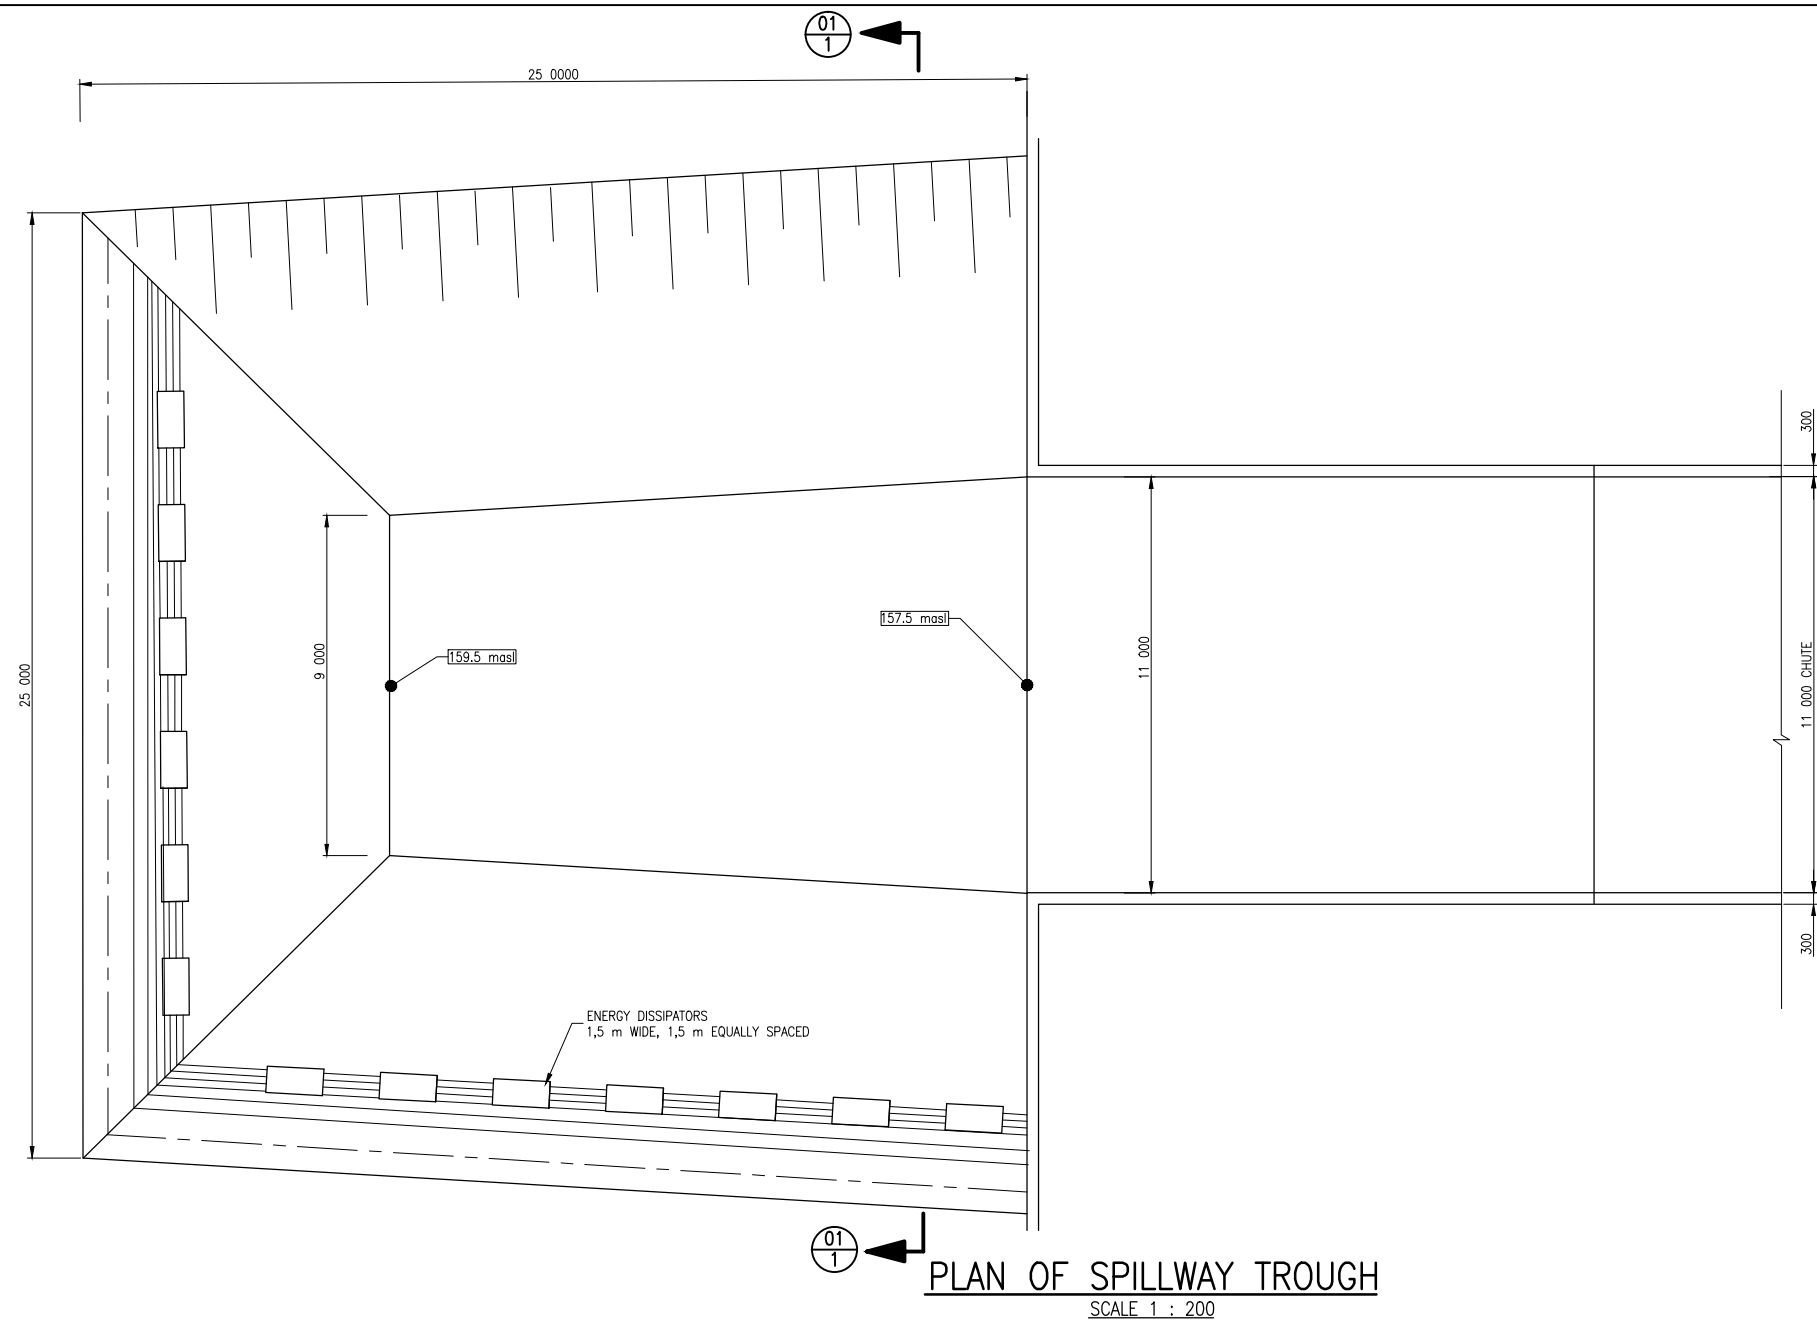 01
1
25 0000
300
157.5 masl
159.5 masl
9 000
11 000
25 000
11 000 CHUTE
300
ENERGY DISSIPATORS
1,5 m WIDE, 1,5 m EQUALLY SPACED
01
1
PLAN OF SPILLWAY TROUGH
SCALE 1 : 200